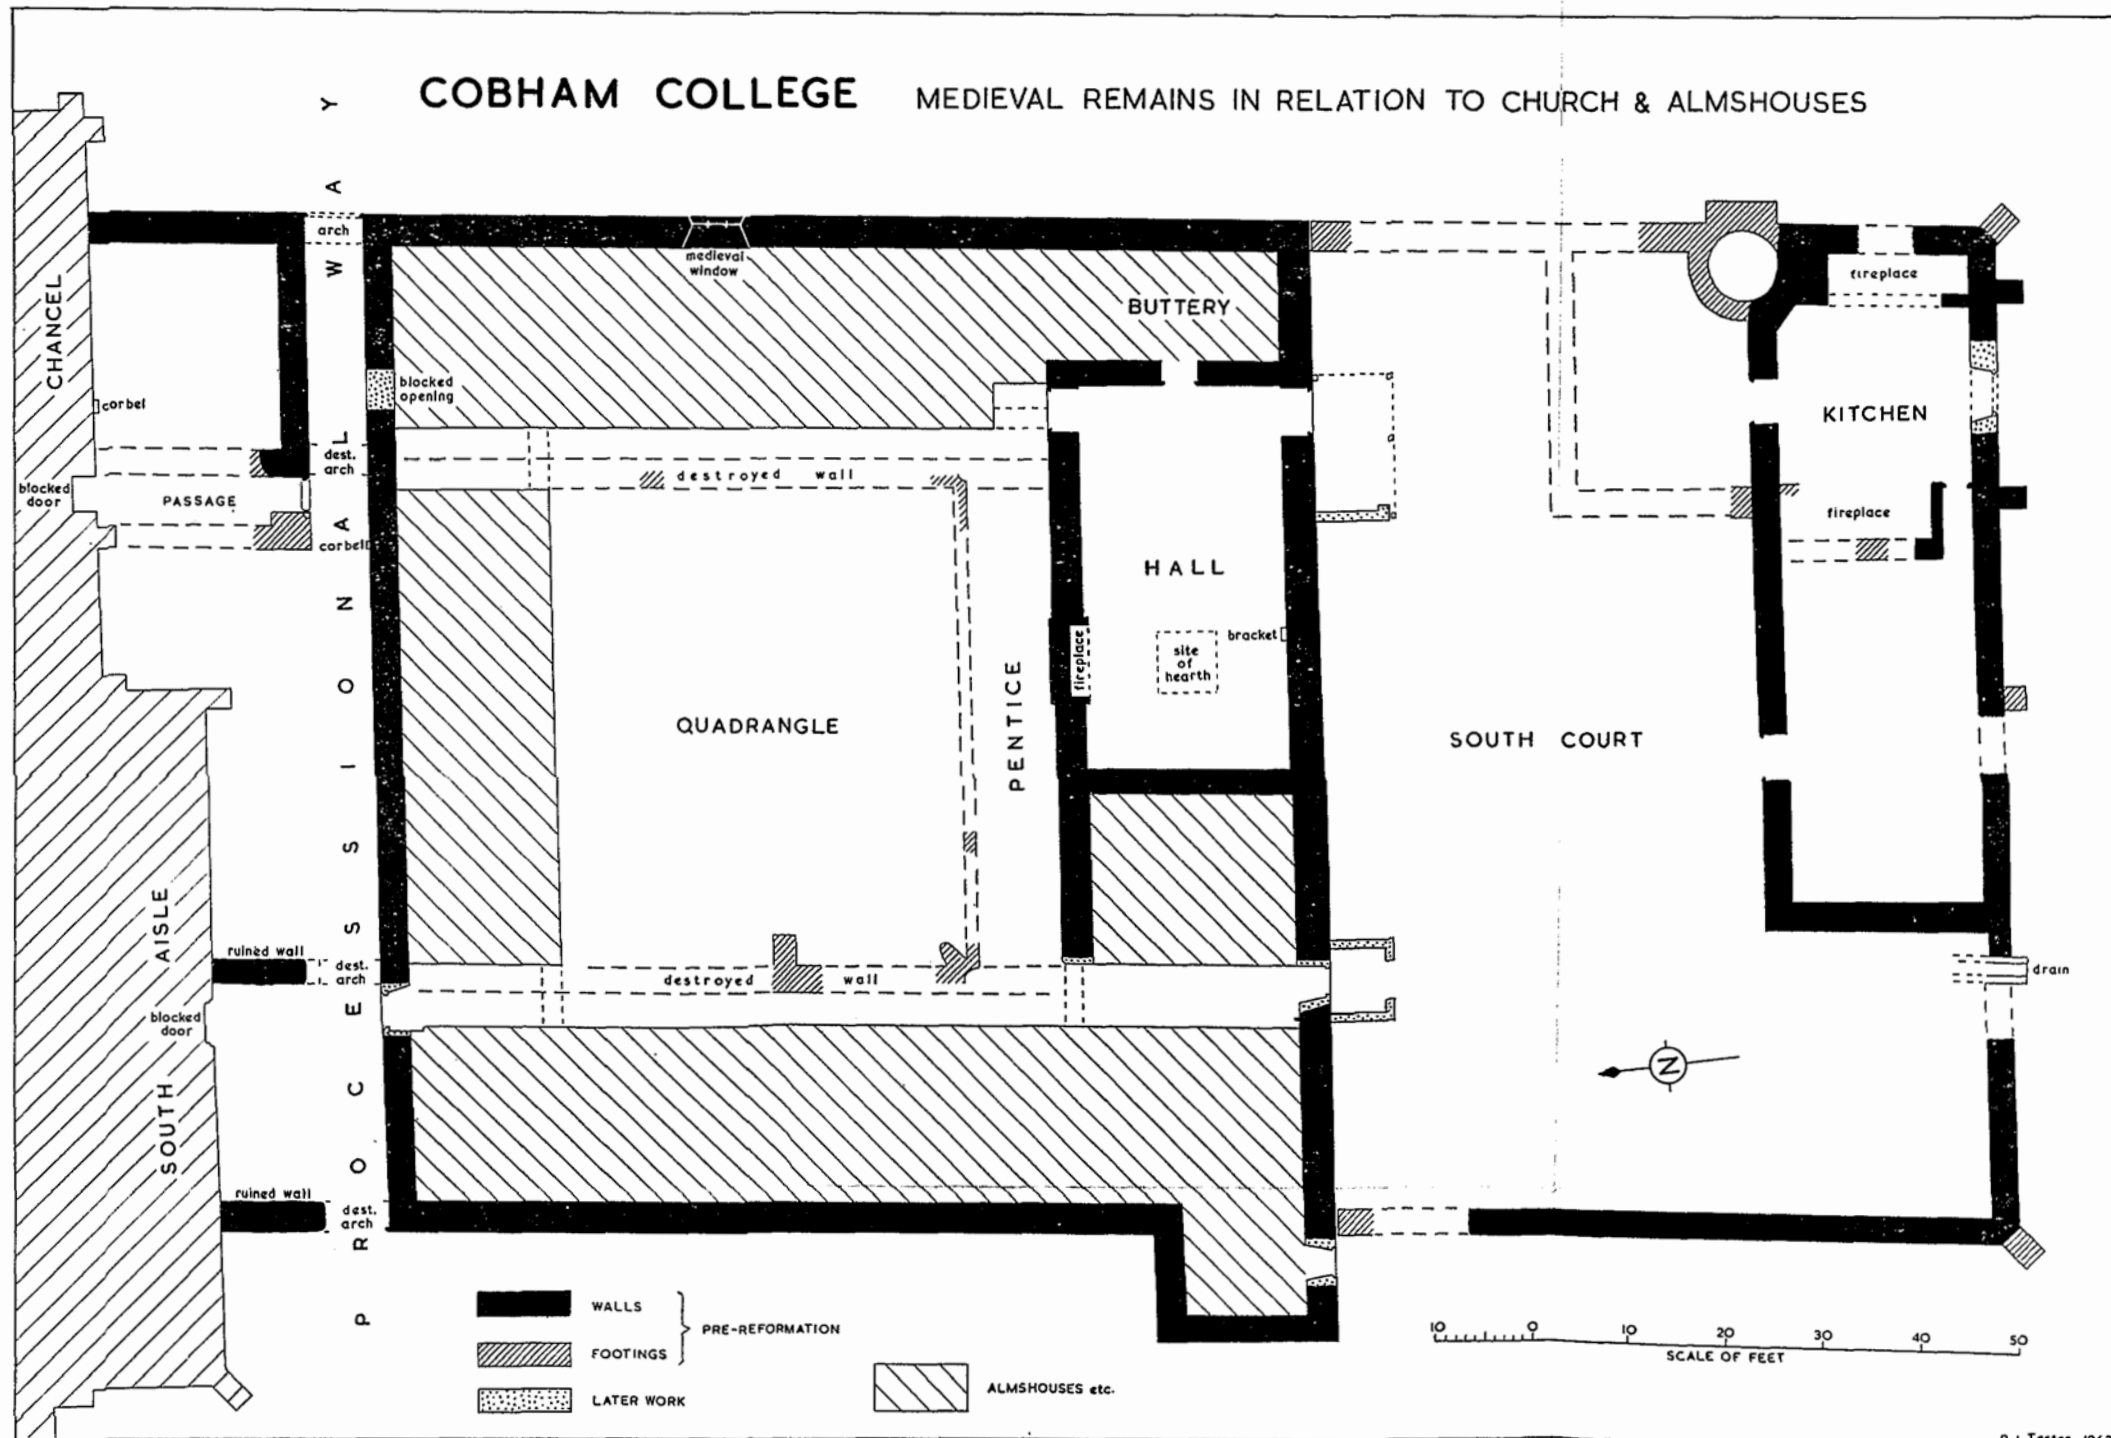 COBHAM COLLEGE MEDIEVAL REMAINS IN RELATION TO CHURCH & ALMSHOUSES
PROCESSIONAL WAY
arch
medieval
window
BUTTERY
fireplace
CHANCEL
corbel
blocked
opening
KITCHEN
dest.
arch
blocked
door
PASSAGE
destroyed wall
corbel
fireplace
HALL
bracket
fireplace
site
of
hearth
QUADRANGLE
PENTICE
SOUTH COURT
SOUTH AISLE
ruined wall
dest.
arch
destroyed wall
drain
blocked
door
N
ruined wall
dest.
arch
WALLS
PRE-REFORMATION
FOOTINGS
LATER WORK
ALMSHOUSES etc.
10 0 10 20 30 40 50
SCALE OF FEET